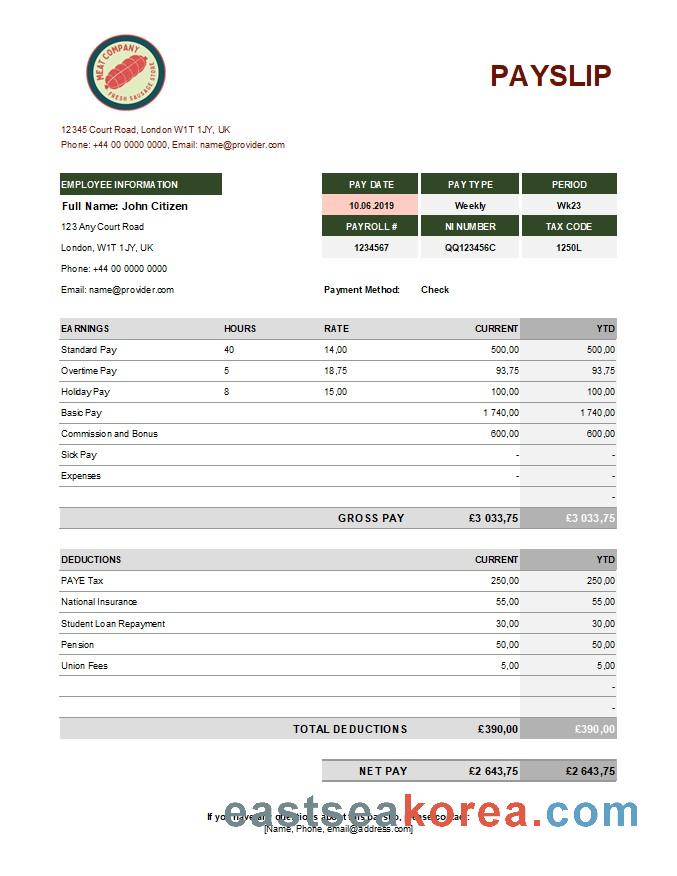 MEAT COMPANY
FRESH SAUSAGE STORE
PAYSLIP
12345 Court Road, London W1T 1JY, UK
Phone: +44 00 0000 0000, Email: name@provider.com
EMPLOYEE INFORMATION PAY DATE PAY TYPE PERIOD
Full Name: John Citizen 10.06.2019 Weekly Wk23
123 Any Court Road PAYROLL # NI NUMBER TAX CODE
London, W1T 1JY, UK 1234567 QQ123456C 1250L
Phone: +44 00 0000 0000
Email: name@provider.com Payment Method: Check
EARNINGS HOURS RATE CURRENT YTD
Standard Pay 40 14,00 500,00 500,00
Overtime Pay 5 18,75 93,75 93,75
Holiday Pay 8 15,00 100,00 100,00
Basic Pay 1 740,00 1 740,00
Commission and Bonus 600,00 600,00
Sick Pay - -
Expenses - -
-
GROSS PAY £3 033,75 £3 033,75
DEDUCTIONS CURRENT YTD
PAYE Tax 250,00 250,00
National Insurance 55,00 55,00
Student Loan Repayment 30,00 30,00
Pension 50,00 50,00
Union Fees 5,00 5,00
-
-
TOTAL DEDUCTIONS £390,00 £390,00
NET PAY £2 643,75 £2 643,75
If you have any questions about this payslip, please contact:
eastseakorea.com
[Name, Phone, email@address.com]